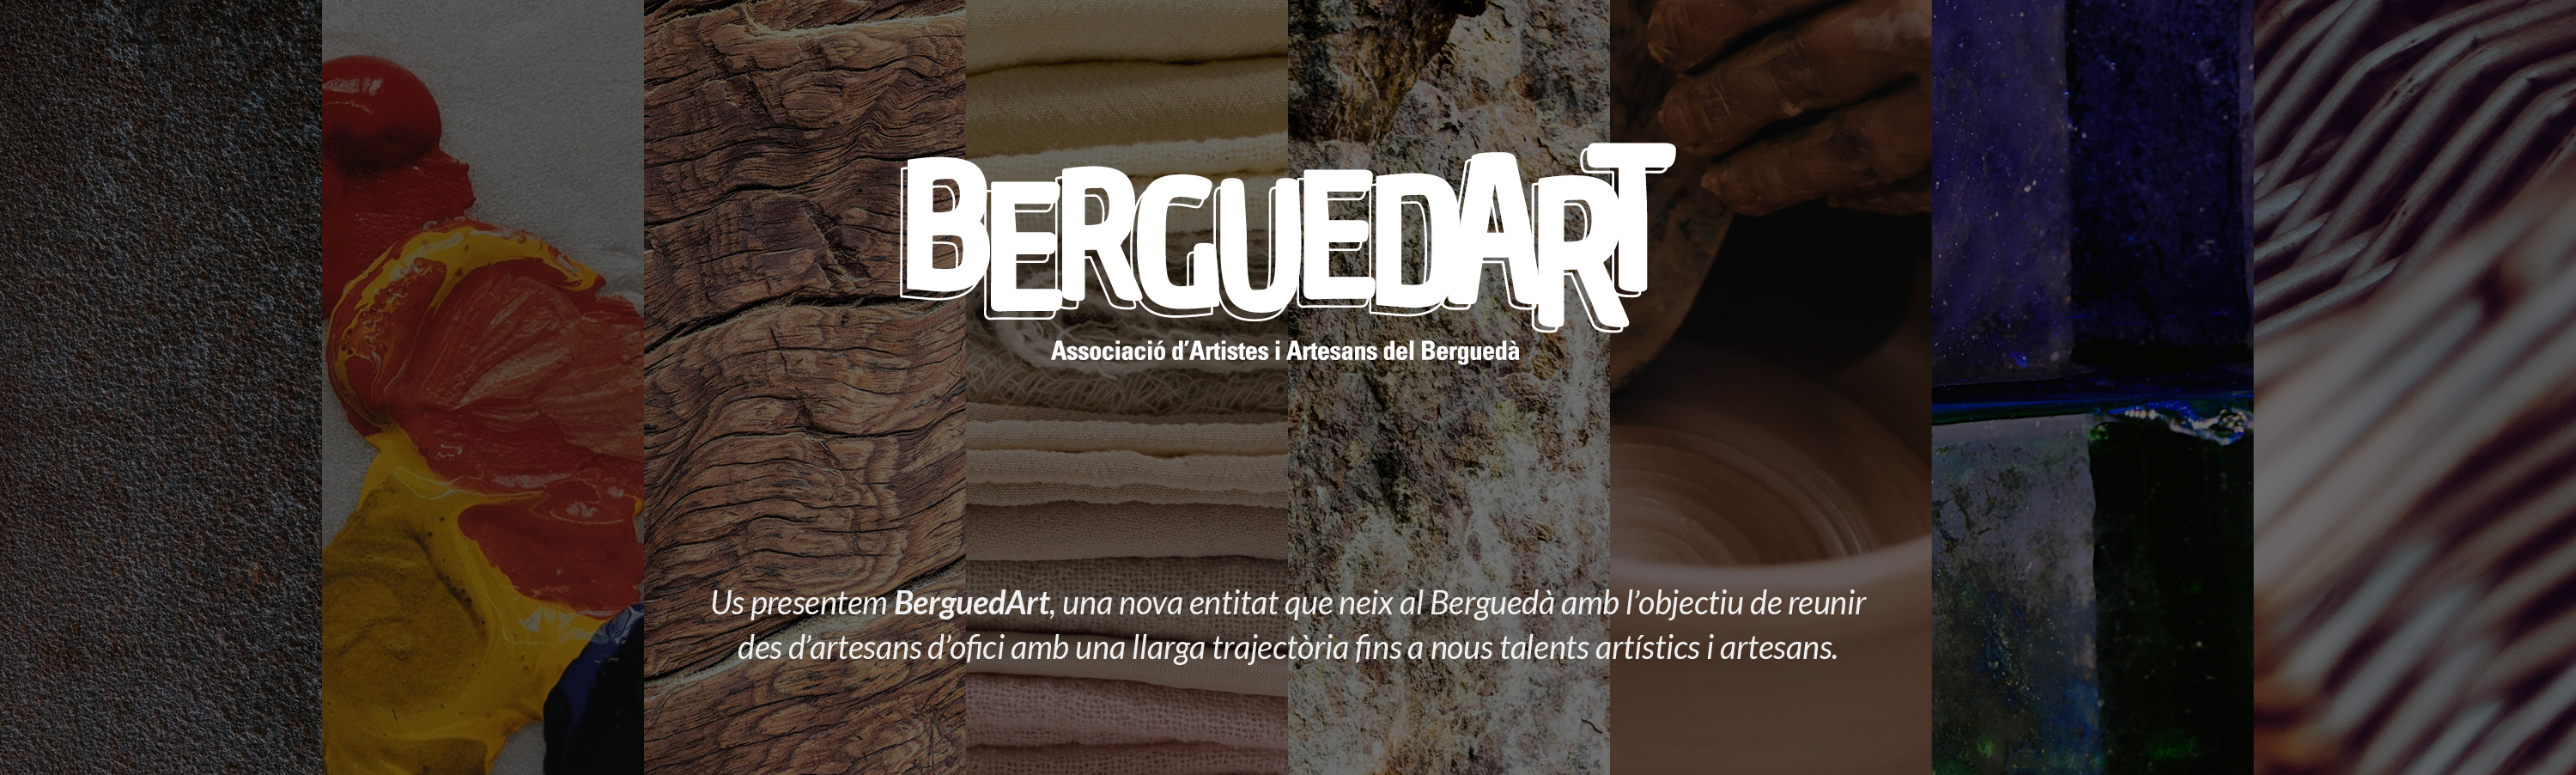 BERGUEDART
Associació d'Artistes i Artesans del Berguedà
Us presentem BerguedArt, una nova entitat que neix al Berguedà amb l'objectiu de reunir
des d'artesans d'ofici amb una llarga trajectòria fins a nous talents artístics i artesans.